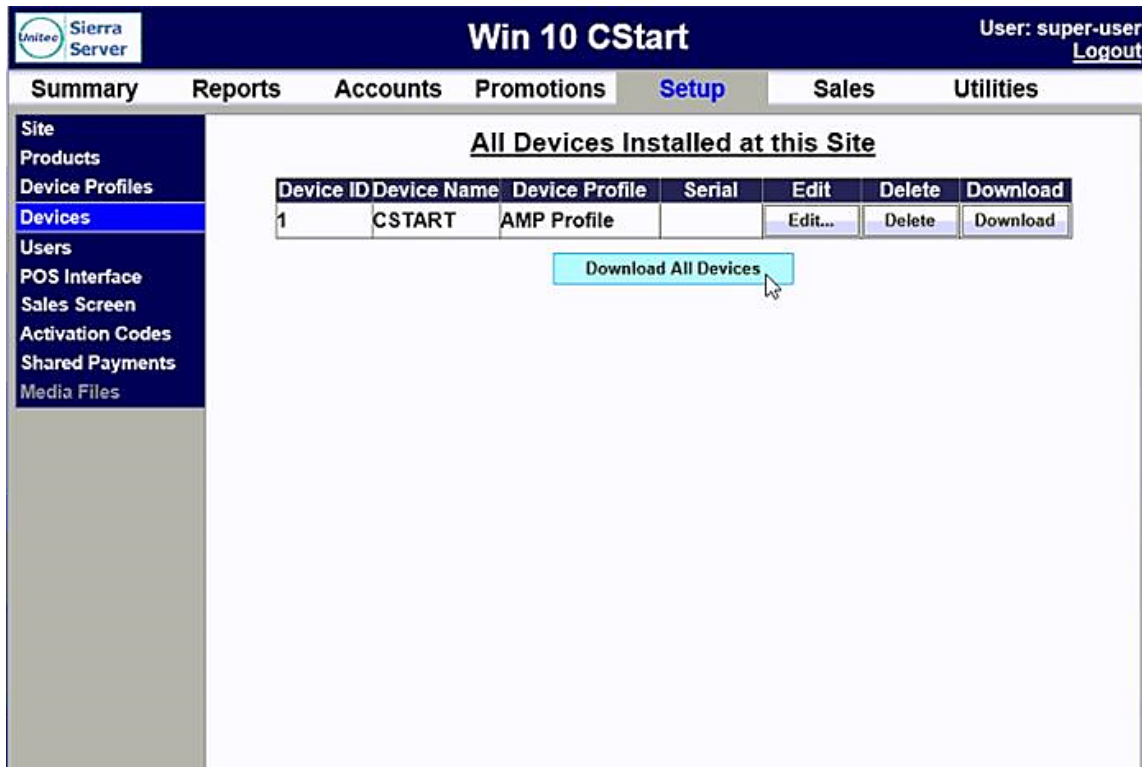 Unitec Sierra Server
Win 10 CStart
User: super-user
Logout
Summary Reports Accounts Promotions Setup Sales Utilities
Site
Products
Device Profiles
Devices
Users
POS Interface
Sales Screen
Activation Codes
Shared Payments
Media Files
All Devices Installed at this Site
Device ID Device Name Device Profile Serial Edit Delete Download
1 CSTART AMP Profile Edit... Delete Download
Download All Devices